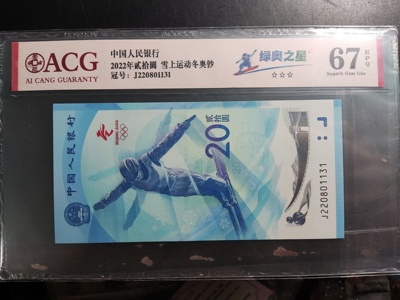 ACG
AI CANG GUARANTY
中国人民银行
2022年贰拾圆 雪上运动冬奥钞
冠号：J220801131
绿奥之星
☆☆☆
67
EPQ
Superb Gem Unc
中国人民银行
贰拾圆
20
J220801131